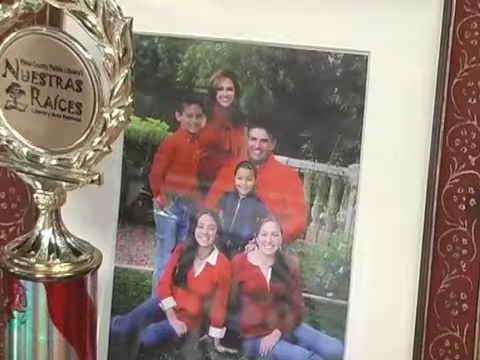 Pima County Public Library's
NUESTRAS
RAÍCES
Literary Arts Festival